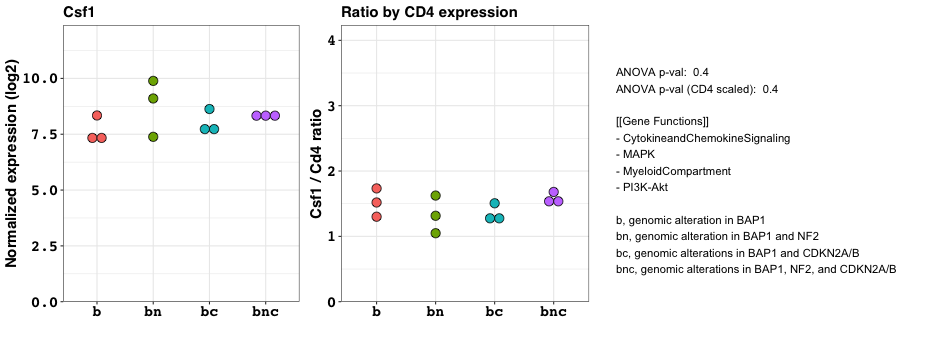 Csf1
Normalized expression (log2)
10.0
7.5
5.0
2.5
0.0
b bn bc bnc
Ratio by CD4 expression
Csf1 / Cd4 ratio
4
3
2
1
0
b bn bc bnc
ANOVA p-val:  0.4
ANOVA p-val (CD4 scaled):  0.4
[[Gene Functions]]
- CytokineandChemokineSignaling
- MAPK
- MyeloidCompartment
- PI3K-Akt
b, genomic alteration in BAP1
bn, genomic alteration in BAP1 and NF2
bc, genomic alterations in BAP1 and CDKN2A/B
bnc, genomic alterations in BAP1, NF2, and CDKN2A/B